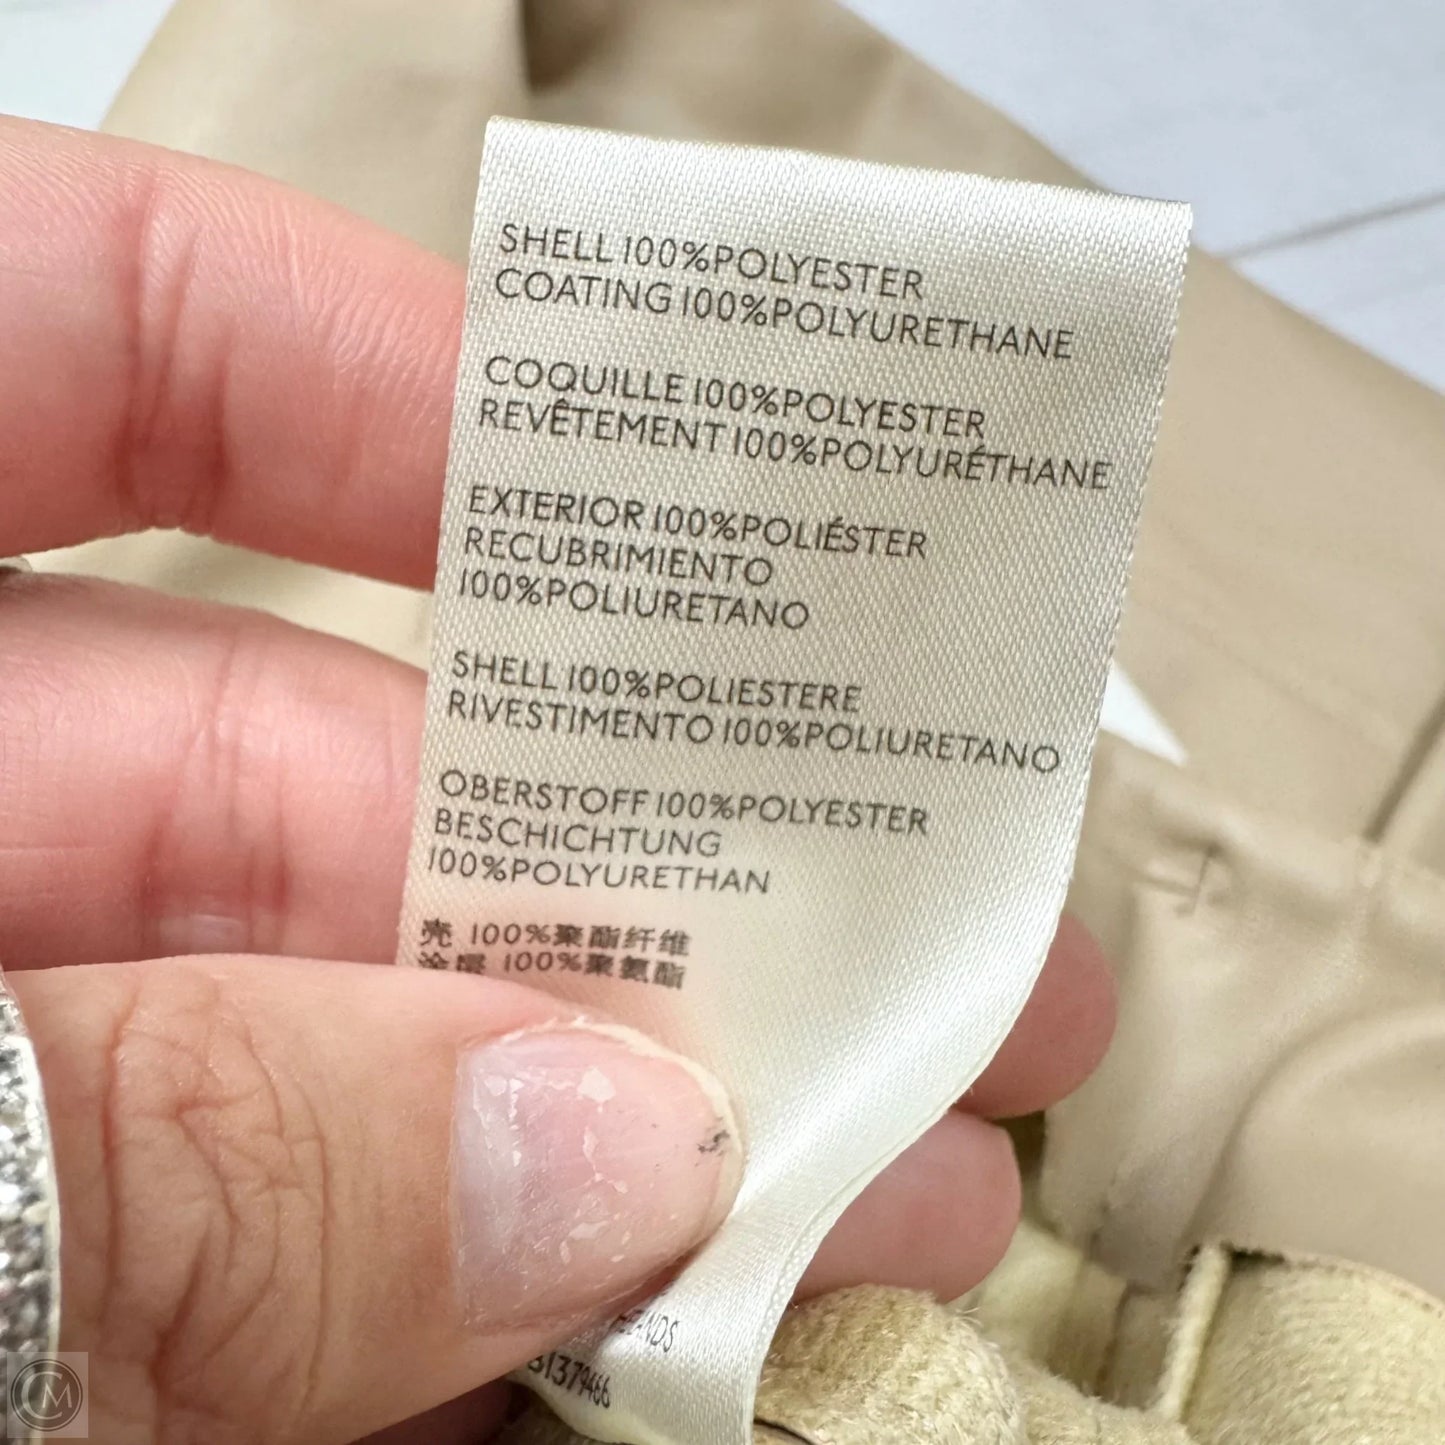 SHELL 100%POLYESTER
COATING 100%POLYURETHANE
COQUILLE 100%POLYESTER
REVÊTEMENT 100%POLYURÉTHANE
EXTERIOR 100%POLIÉSTER
RECUBRIMIENTO
100%POLIURETANO
SHELL 100%POLIESTERE
RIVESTIMENTO 100%POLIURETANO
OBERSTOFF 100%POLYESTER
BESCHICHTUNG
100%POLYURETHAN
壳 100%聚酯纤维
涂层 100%聚氨酯
CM